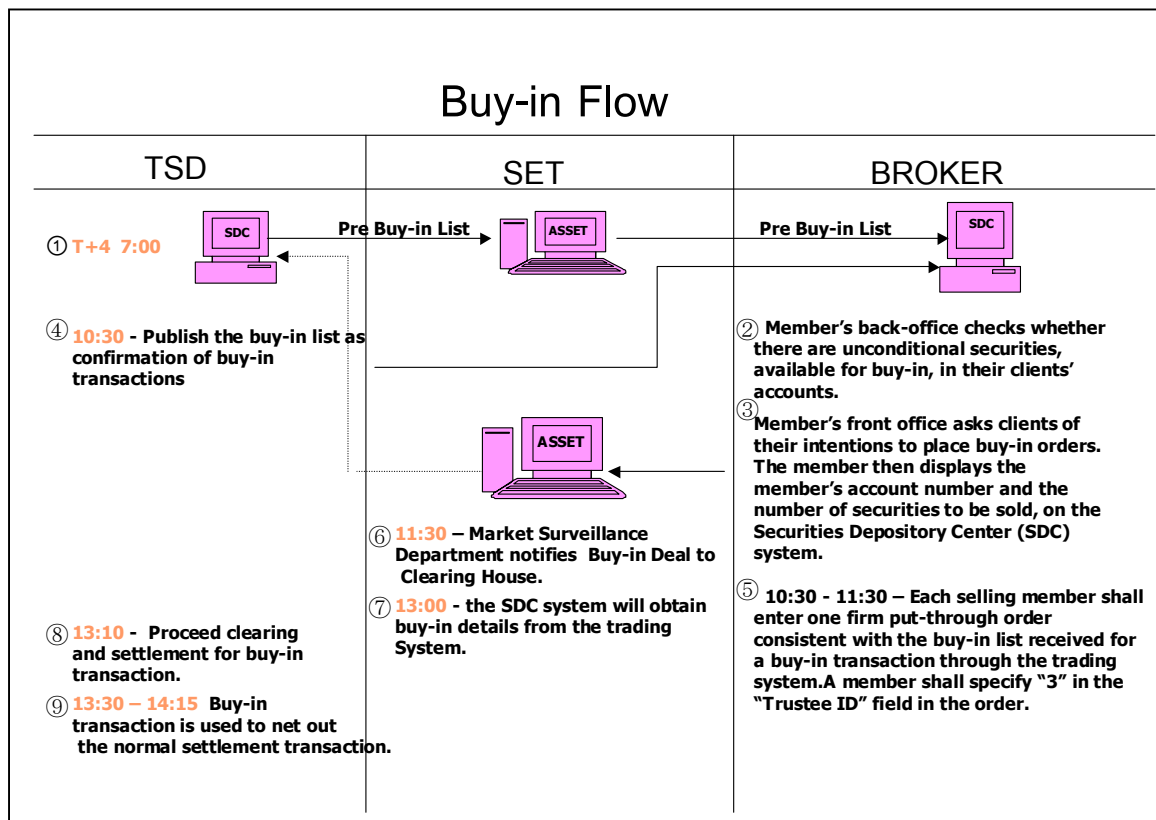 Buy-in Flow
TSD
SET
BROKER
① T+4 7:00
SDC
Pre Buy-in List
ASSET
Pre Buy-in List
SDC
④ 10:30 - Publish the buy-in list as
confirmation of buy-in
transactions
② Member’s back-office checks whether
there are unconditional securities,
available for buy-in, in their clients’
accounts.
③
Member’s front office asks clients of
their intentions to place buy-in orders.
The member then displays the
member’s account number and the
number of securities to be sold, on the
Securities Depository Center (SDC)
system.
ASSET
⑥ 11:30 – Market Surveillance
Department notifies Buy-in Deal to
Clearing House.
⑦ 13:00 - the SDC system will obtain
buy-in details from the trading
System.
⑤ 10:30 - 11:30 – Each selling member shall
enter one firm put-through order
consistent with the buy-in list received for
a buy-in transaction through the trading
system.A member shall specify “3” in the
“Trustee ID” field in the order.
⑧ 13:10 - Proceed clearing
and settlement for buy-in
transaction.
⑨ 13:30 – 14:15 Buy-in
transaction is used to net out
the normal settlement transaction.